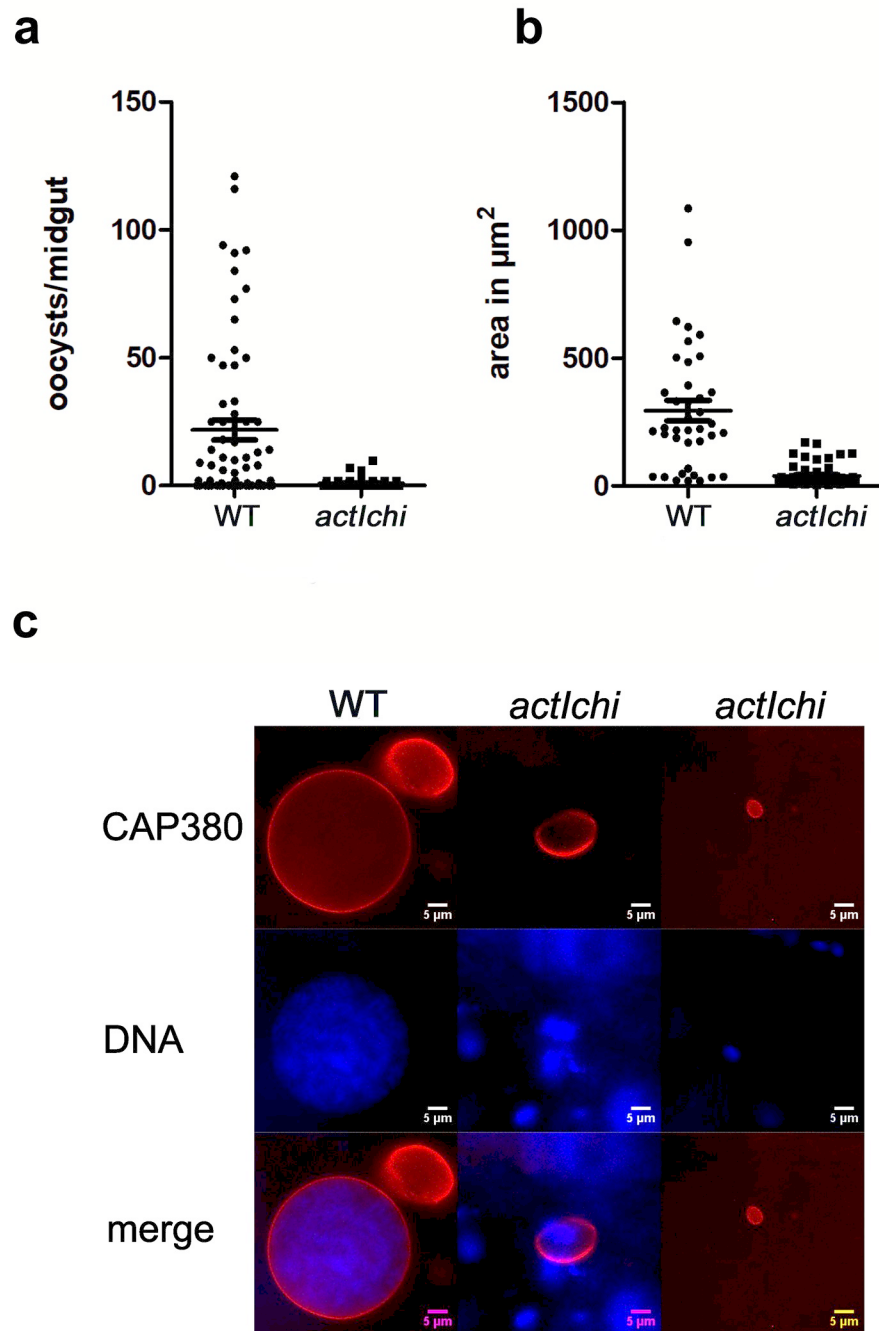 a
b
150
100
50
0
oocysts/midgut
WT
actIchi
1500
1000
500
0
area in µm²
WT
actIchi
c
WT actIchi actIchi
CAP380
5 µm 5 µm 5 µm
DNA
5 µm 5 µm 5 µm
merge
5 µm 5 µm 5 µm